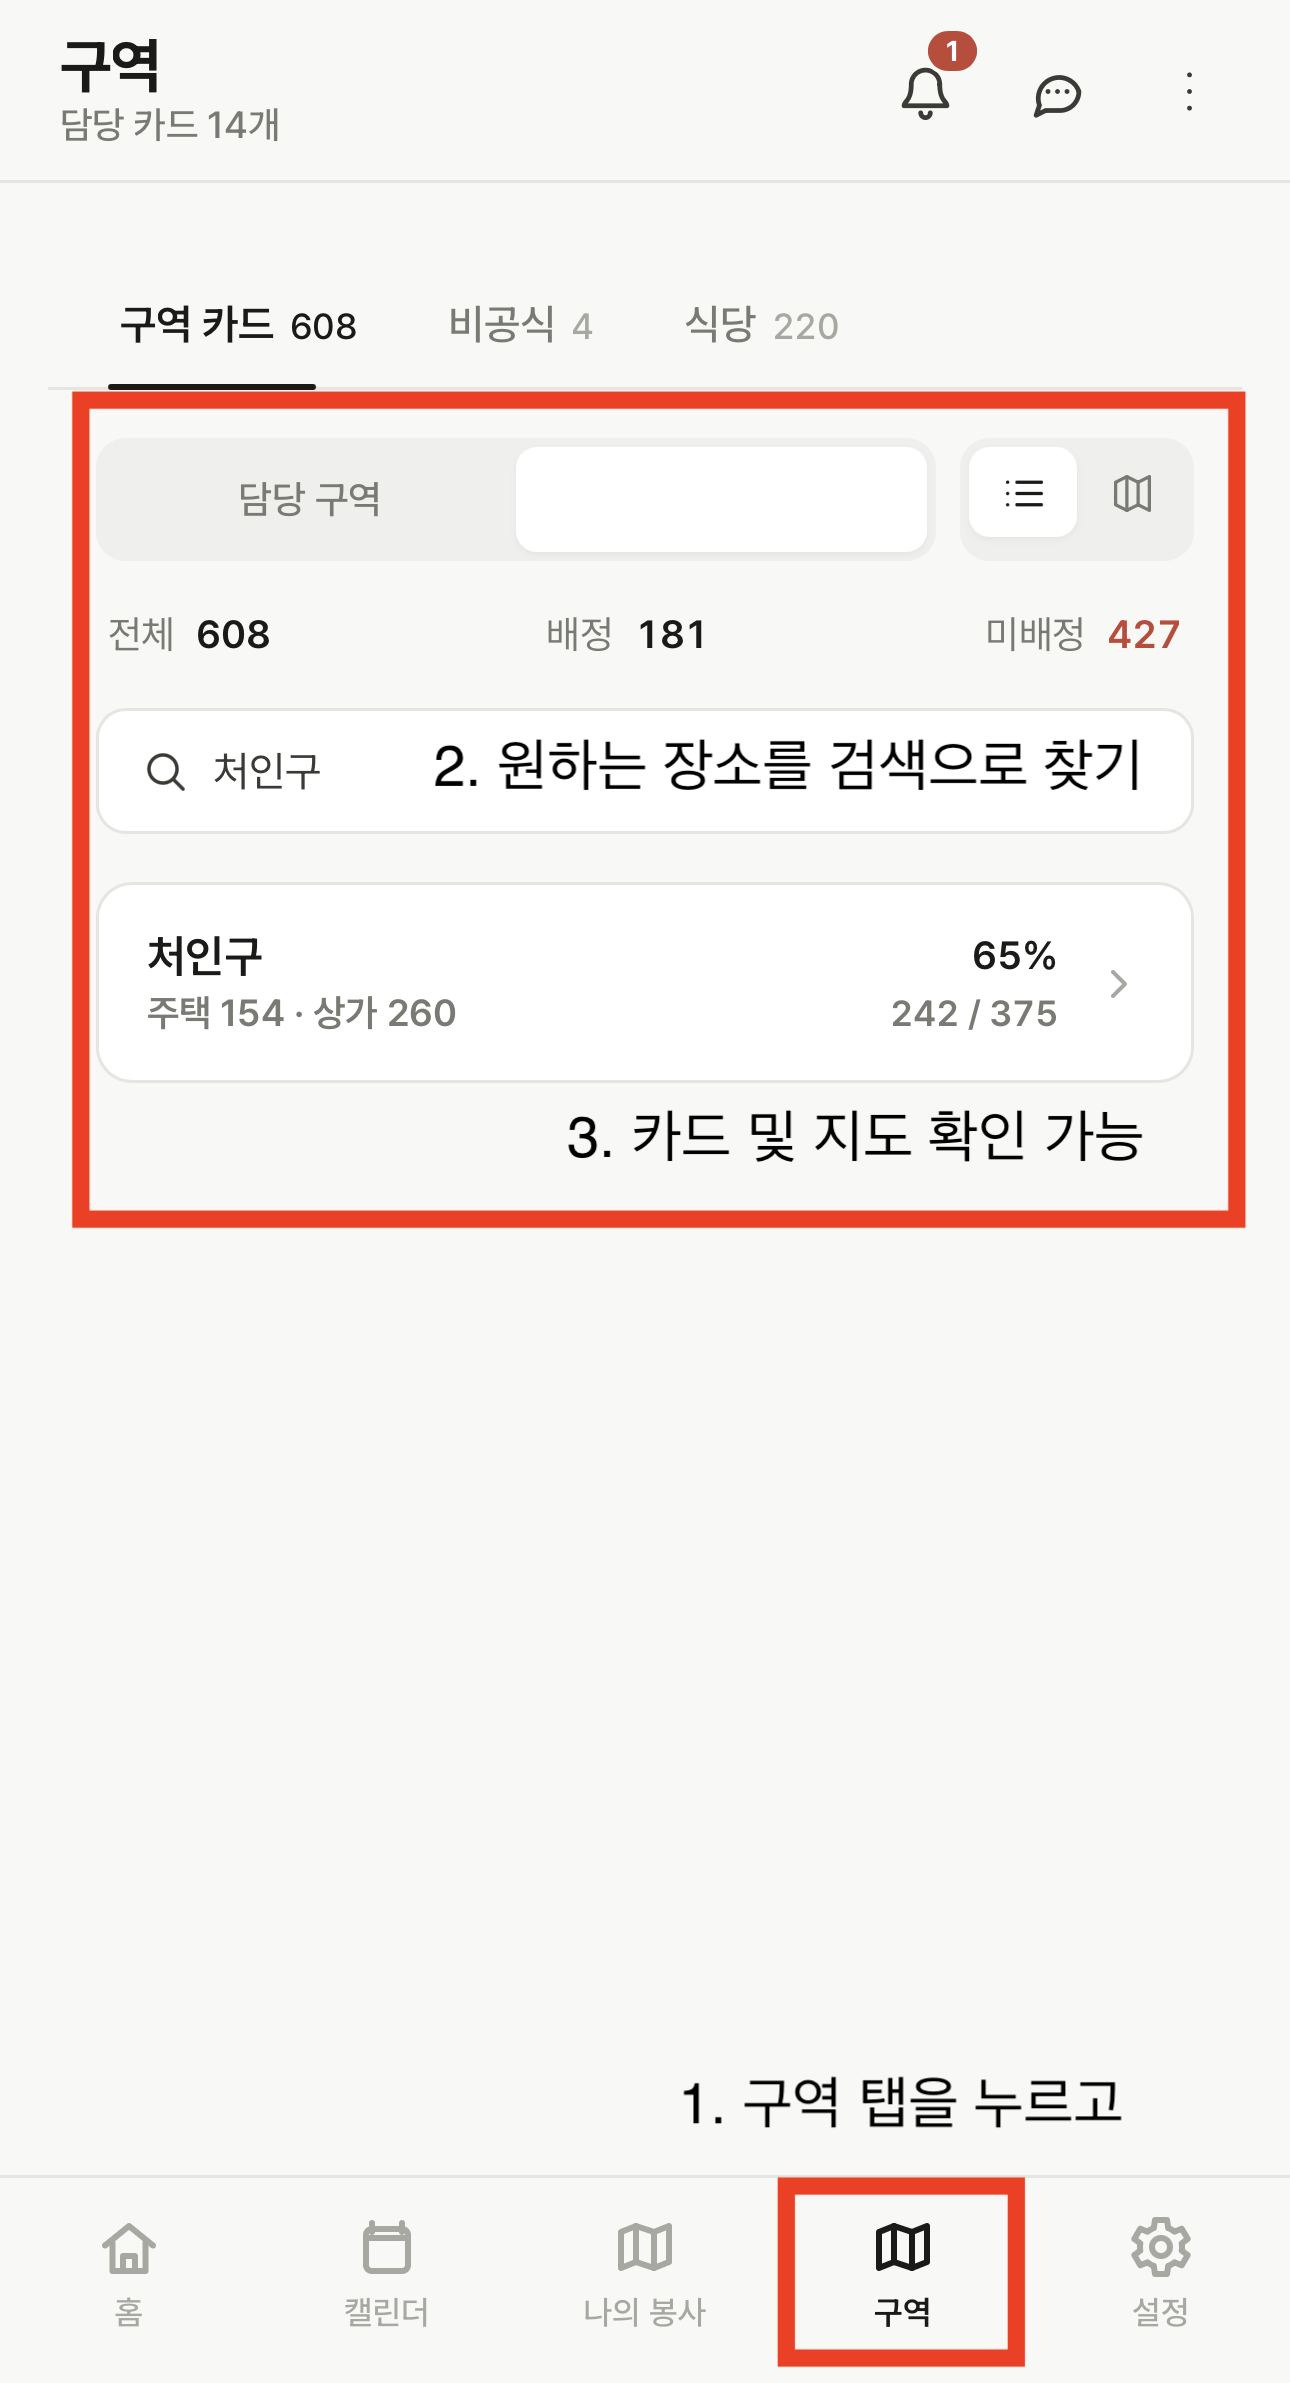 구역
담당 카드 14개
1
구역 카드 608 비공식 4 식당 220
담당 구역
전체 608 배정 181 미배정 427
처인구 2. 원하는 장소를 검색으로 찾기
처인구 65%
주택 154 · 상가 260 242 / 375
3. 카드 및 지도 확인 가능
1. 구역 탭을 누르고
홈 캘린더 나의 봉사 구역 설정